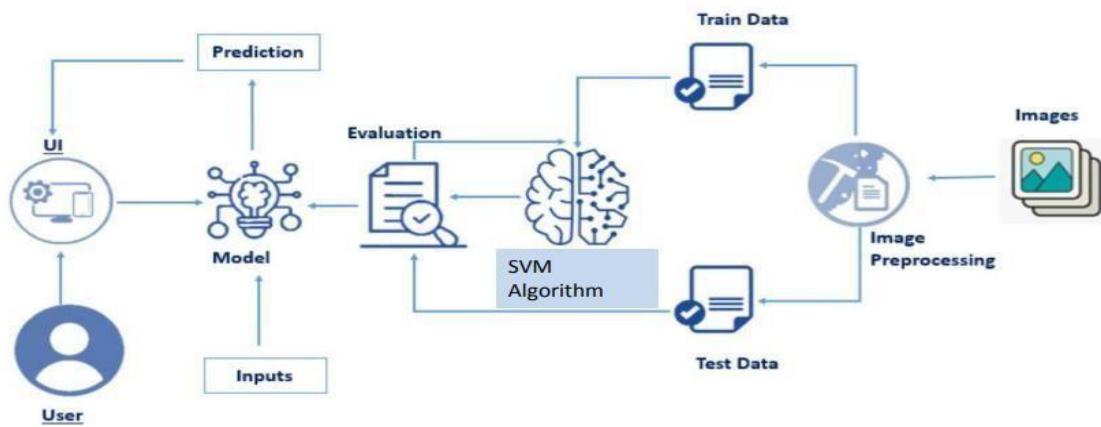 Train Data
Prediction
Images
Evaluation
UI
Image
Preprocessing
Model
SVM
Algorithm
Test Data
Inputs
User